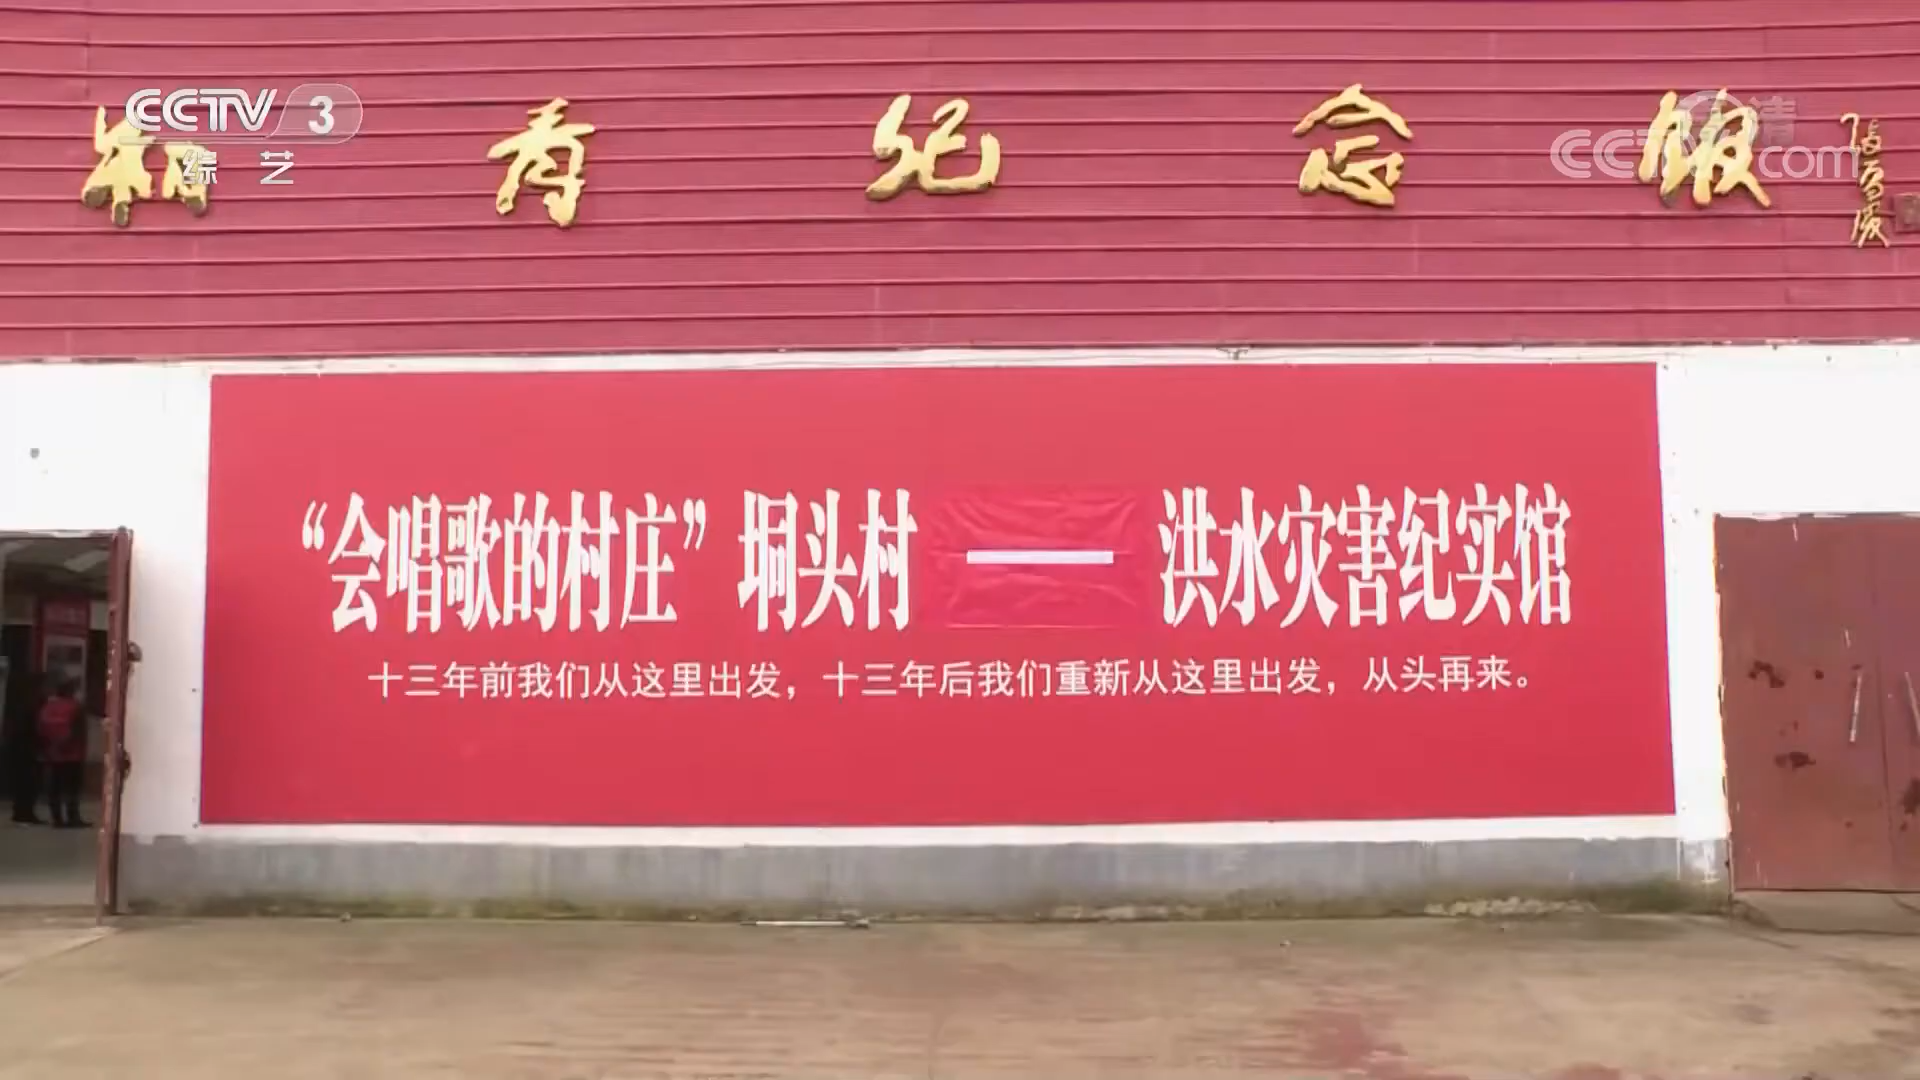 CCTV 3
综艺
知青纪念馆
CCTV.com
“会唱歌的村庄”垌头村 — 洪水灾害纪实馆
十三年前我们从这里出发，十三年后我们重新从这里出发，从头再来。